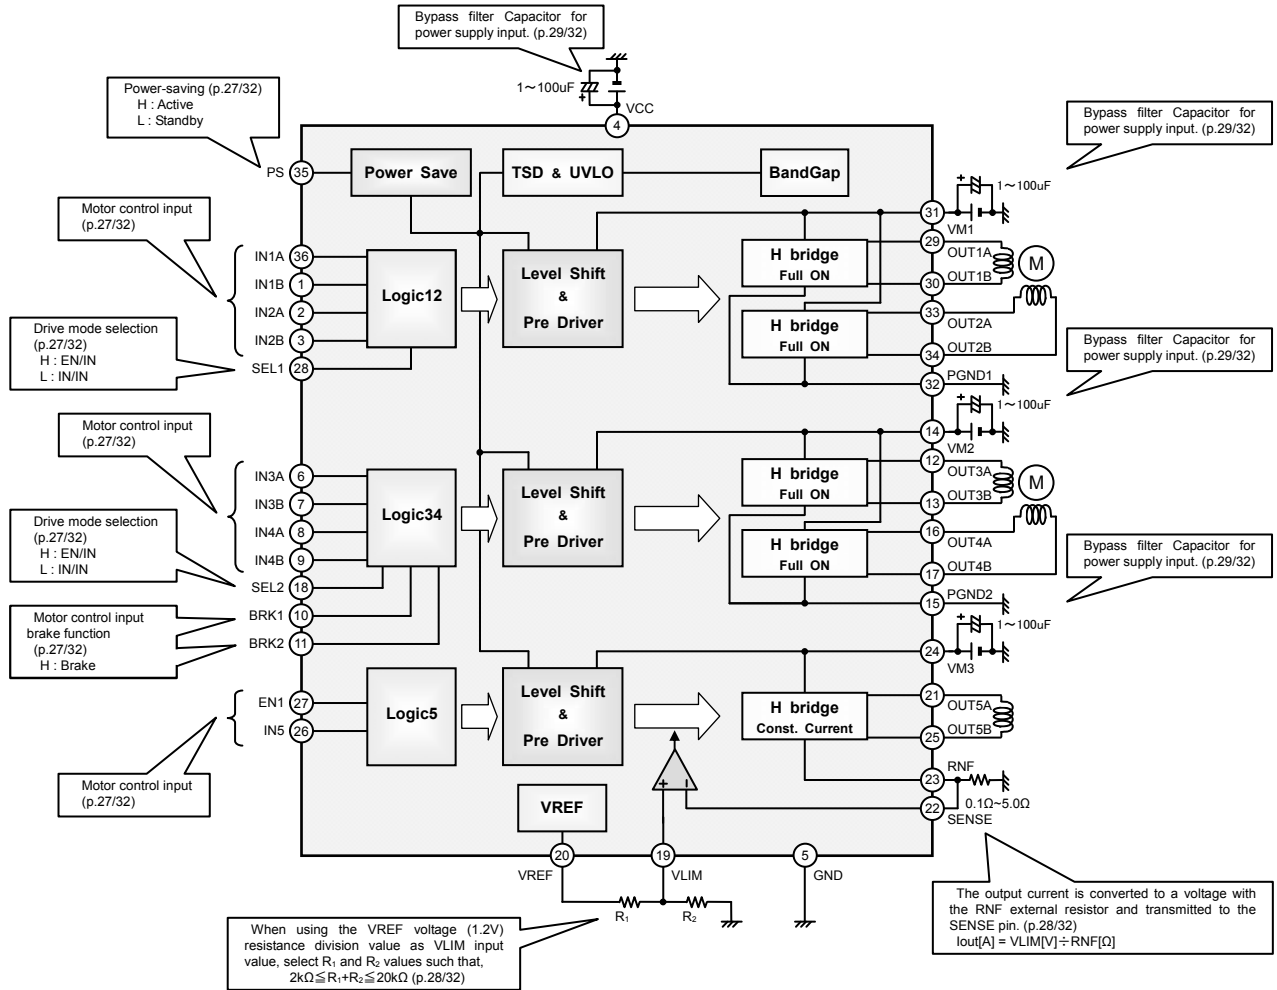 Bypass filter Capacitor for
power supply input. (p.29/32)
1～100uF
+
VCC
4
Power-saving (p.27/32)
H : Active
L : Standby
PS
35
Power Save
TSD & UVLO
BandGap
Bypass filter Capacitor for
power supply input. (p.29/32)
+
1～100uF
31
VM1
Motor control input
(p.27/32)
IN1A
36
IN1B
1
IN2A
2
IN2B
3
SEL1
28
Logic12
Level Shift
&
Pre Driver
H bridge
Full ON
H bridge
Full ON
29
OUT1A
OUT1B
30
M
33
OUT2A
OUT2B
34
PGND1
32
Drive mode selection
(p.27/32)
H : EN/IN
L : IN/IN
Bypass filter Capacitor for
power supply input. (p.29/32)
+
1～100uF
14
VM2
Motor control input
(p.27/32)
IN3A
6
IN3B
7
IN4A
8
IN4B
9
SEL2
18
BRK1
10
BRK2
11
Logic34
Level Shift
&
Pre Driver
H bridge
Full ON
H bridge
Full ON
12
OUT3A
OUT3B
13
M
16
OUT4A
OUT4B
17
PGND2
15
Drive mode selection
(p.27/32)
H : EN/IN
L : IN/IN
Motor control input
brake function
(p.27/32)
H : Brake
Bypass filter Capacitor for
power supply input. (p.29/32)
+
1～100uF
24
VM3
EN1
27
IN5
26
Logic5
Level Shift
&
Pre Driver
H bridge
Const. Current
21
OUT5A
OUT5B
25
RNF
23
0.1Ω~5.0Ω
22
SENSE
Motor control input
(p.27/32)
+ −
VREF
20
VREF
19
VLIM
5
GND
R1
R2
When using the VREF voltage (1.2V)
resistance division value as VLIM input
value, select R1 and R2 values such that,
2kΩ≦R1+R2≦20kΩ (p.28/32)
The output current is converted to a voltage with
the RNF external resistor and transmitted to the
SENSE pin. (p.28/32)
Iout[A] = VLIM[V]÷RNF[Ω]